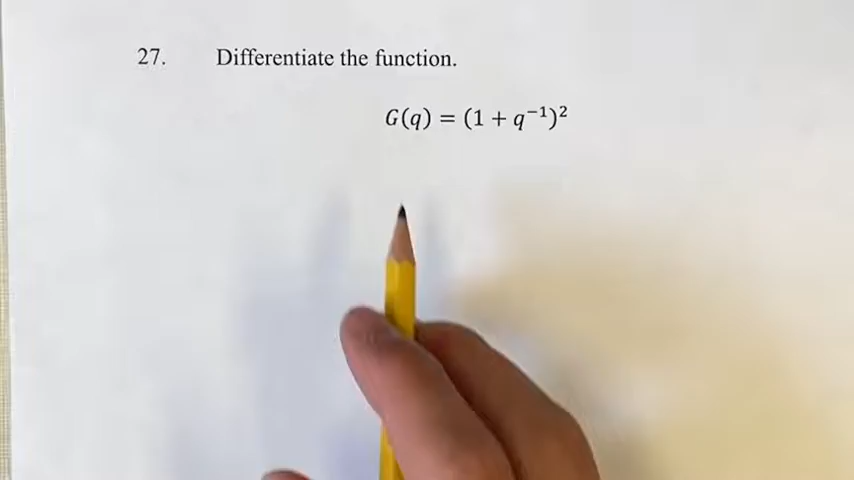 27. Differentiate the function.
G(q) = (1 + q⁻¹)²